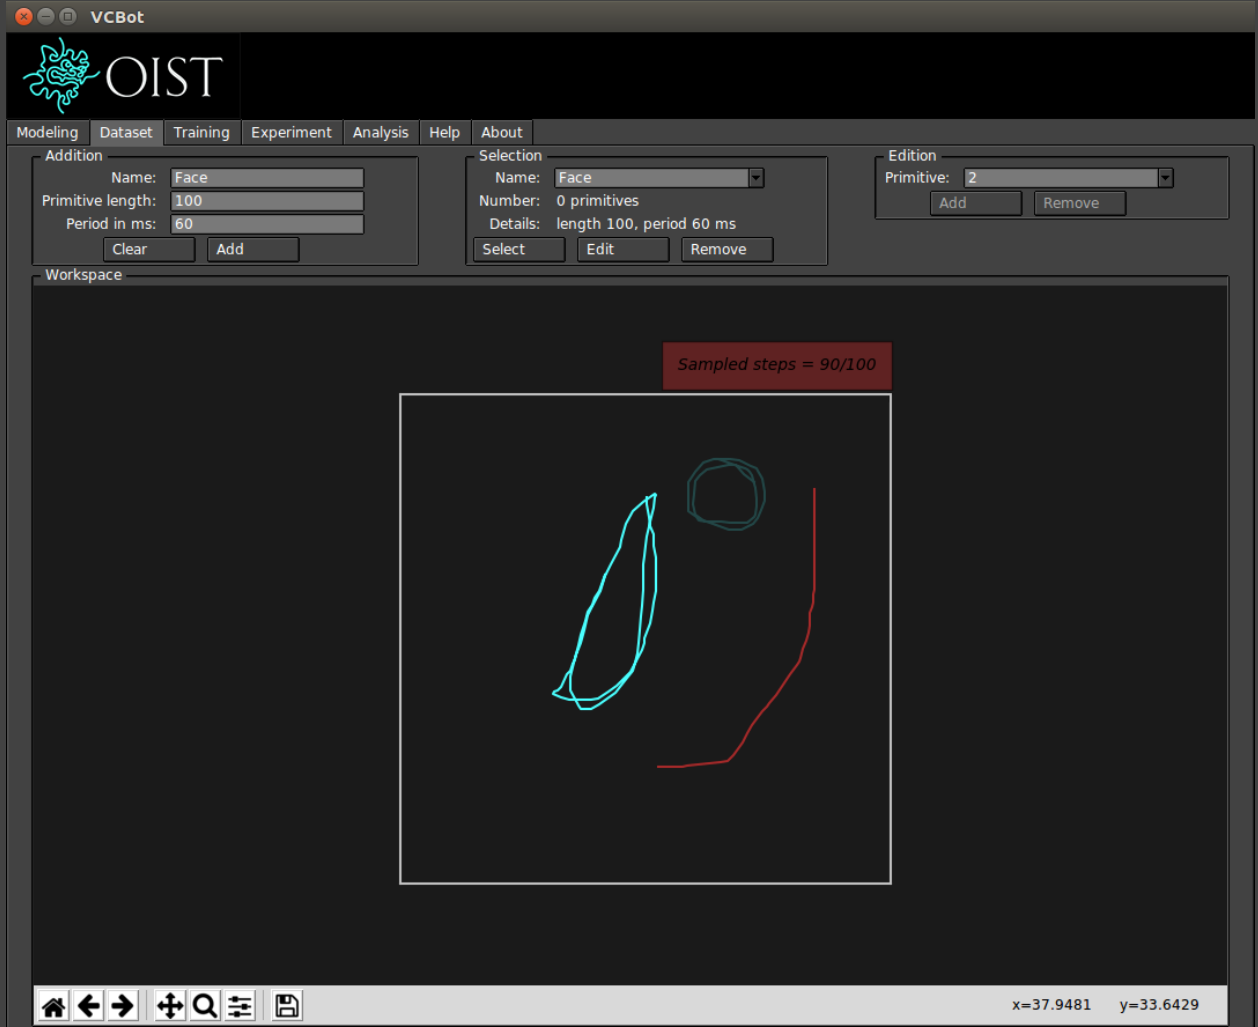 VCBot
OIST
Modeling Dataset Training Experiment Analysis Help About
Addition
Name: Face
Primitive length: 100
Period in ms: 60
Clear Add
Selection
Name: Face
Number: 0 primitives
Details: length 100, period 60 ms
Select Edit Remove
Edition
Primitive: 2
Add Remove
Workspace
Sampled steps = 90/100
x=37.9481 y=33.6429